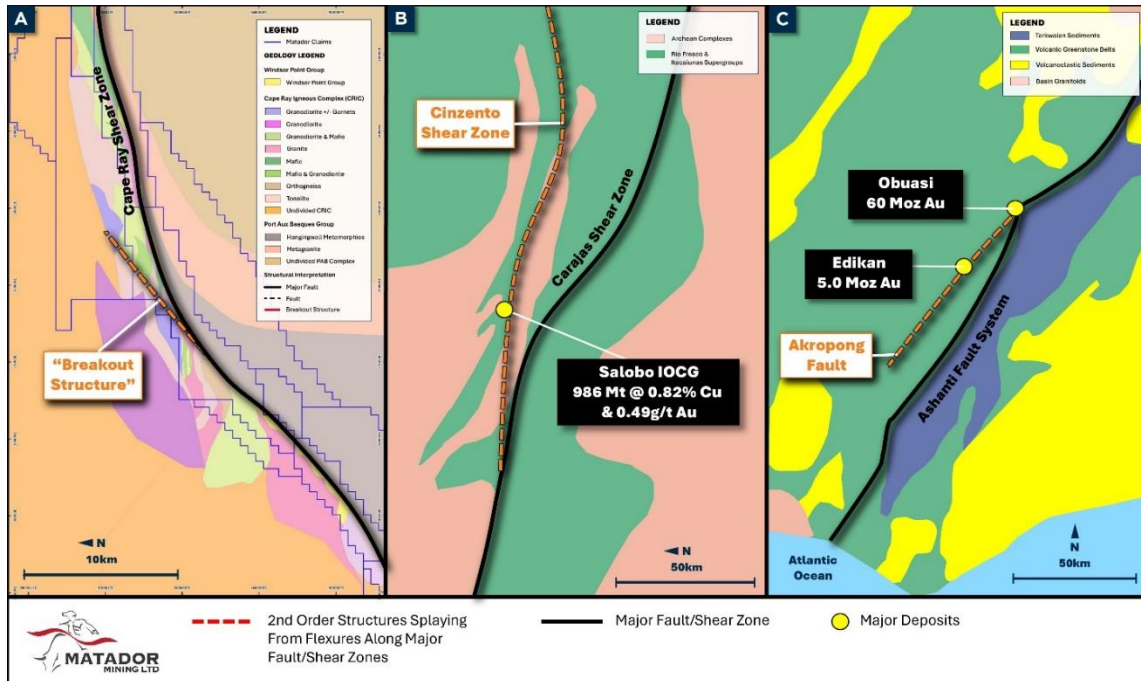 A
LEGEND
Matador Claims
GEOLOGY LEGEND
Windsor Point Group
Windsor Point Group
Cape Ray Igneous Complex (CRIC)
Granodiorite +/- Garnets
Granodiorite
Granodiorite & Mafic
Granite
Mafic
Mafic & Granodiorite
Orthogneiss
Tonalite
Undivided CRIC
Port Aux Basques Group
Hangingwall Metamorphics
Metagranite
Undivided PAB Complex
Structural Interpretation
Major Fault
Fault
Breakout Structure
Cape Ray Shear Zone
“Breakout
Structure”
N
10km
B
LEGEND
Archean Complexes
Rio Fresco &
Itacaiunas Supergroups
Cinzento
Shear Zone
Carajas Shear Zone
Salobo IOCG
986 Mt @ 0.82% Cu
& 0.49g/t Au
N
50km
C
LEGEND
Tarkwaian Sediments
Volcanic Greenstone Belts
Volcanoclastic Sediments
Basin Granitoids
Obuasi
60 Moz Au
Edikan
5.0 Moz Au
Akropong
Fault
Ashanti Fault System
Atlantic
Ocean
N
50km
MATADOR
MINING LTD
2nd Order Structures Splaying
From Flexures Along Major
Fault/Shear Zones
Major Fault/Shear Zone
Major Deposits